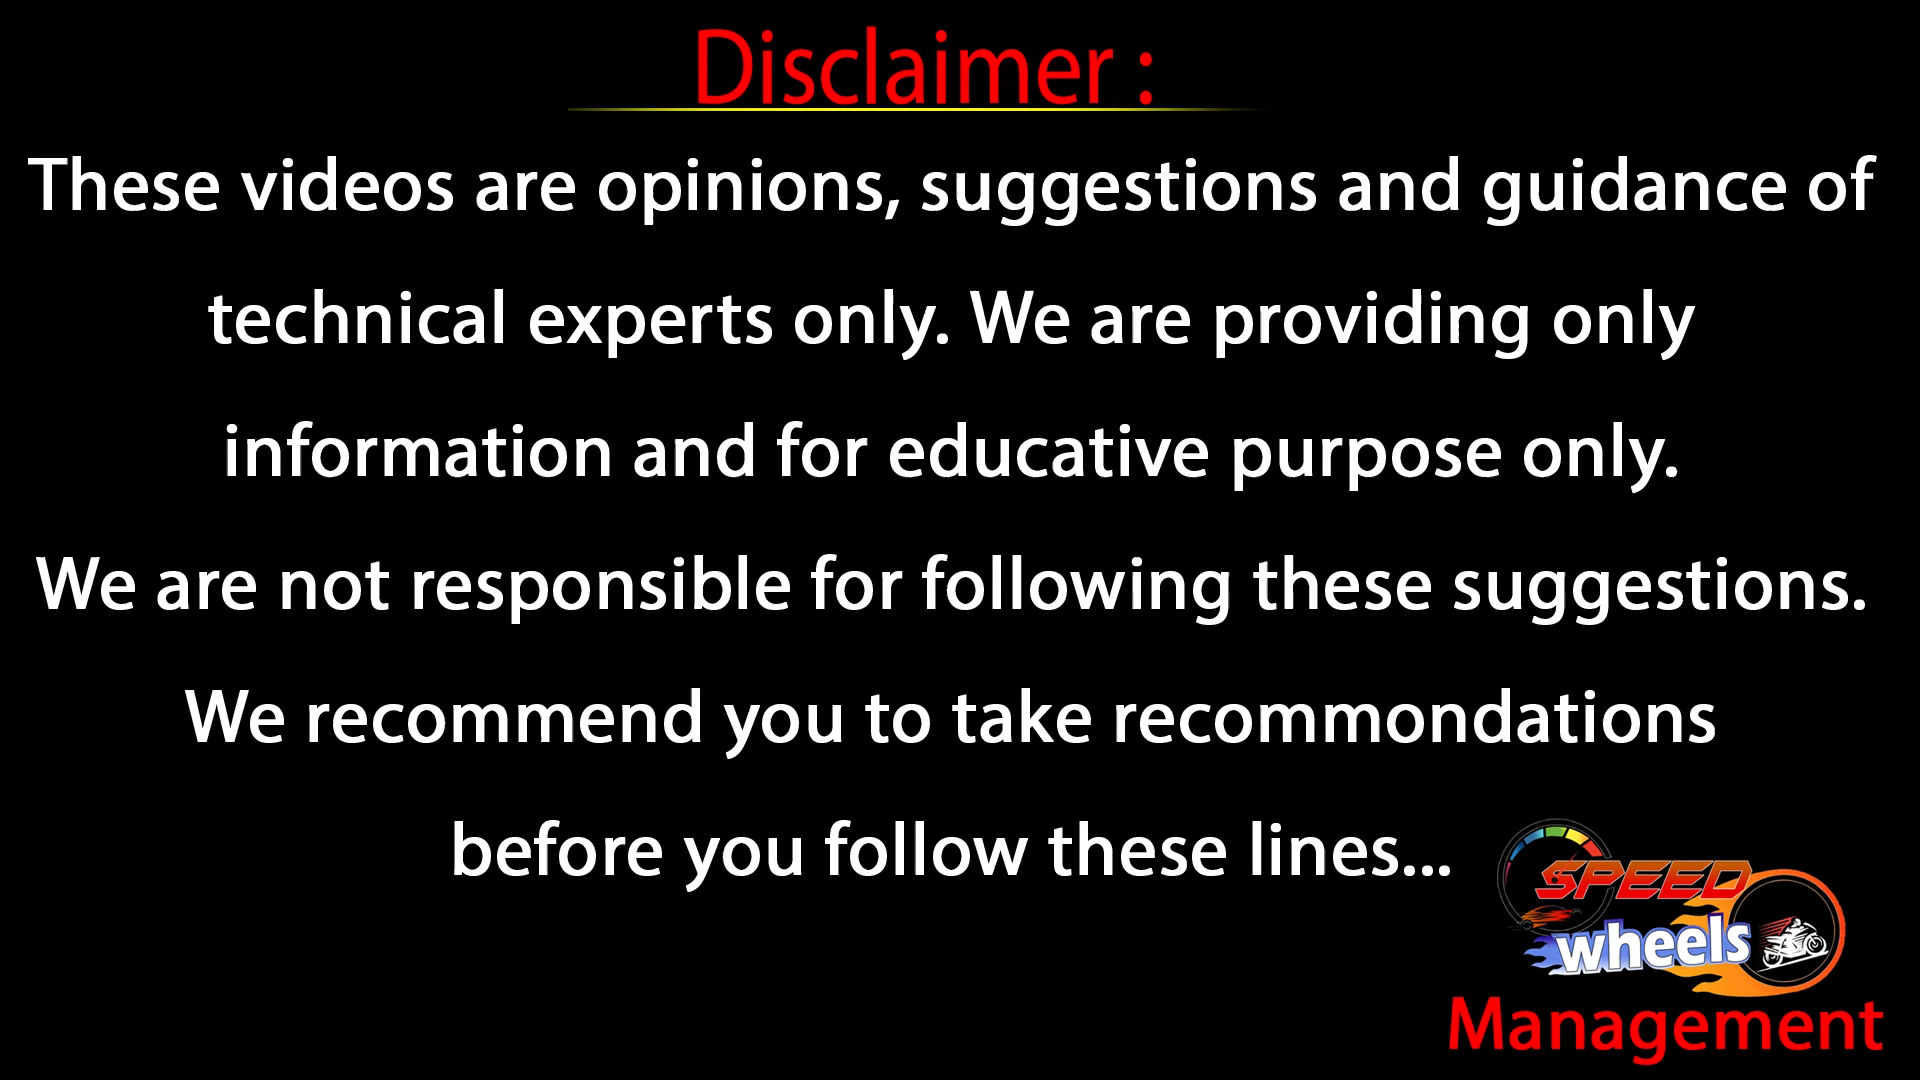 Disclaimer :
These videos are opinions, suggestions and guidance of
technical experts only. We are providing only
information and for educative purpose only.
We are not responsible for following these suggestions.
We recommend you to take recommondations
before you follow these lines...
SPEED
wheels
Management